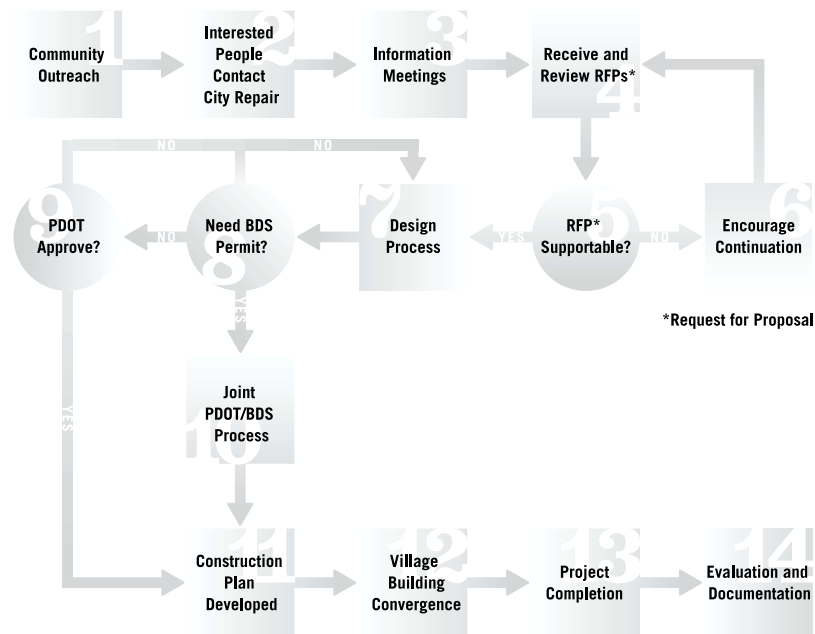 1
Community
Outreach
2
Interested
People
Contact
City Repair
3
Information
Meetings
4
Receive and
Review RFPs*
NO
NO
9
PDOT
Approve?
NO
8
Need BDS
Permit?
7
Design
Process
YES
5
RFP*
Supportable?
NO
6
Encourage
Continuation
YES
*Request for Proposal
YES
10
Joint
PDOT/BDS
Process
11
Construction
Plan
Developed
12
Village
Building
Convergence
13
Project
Completion
14
Evaluation and
Documentation